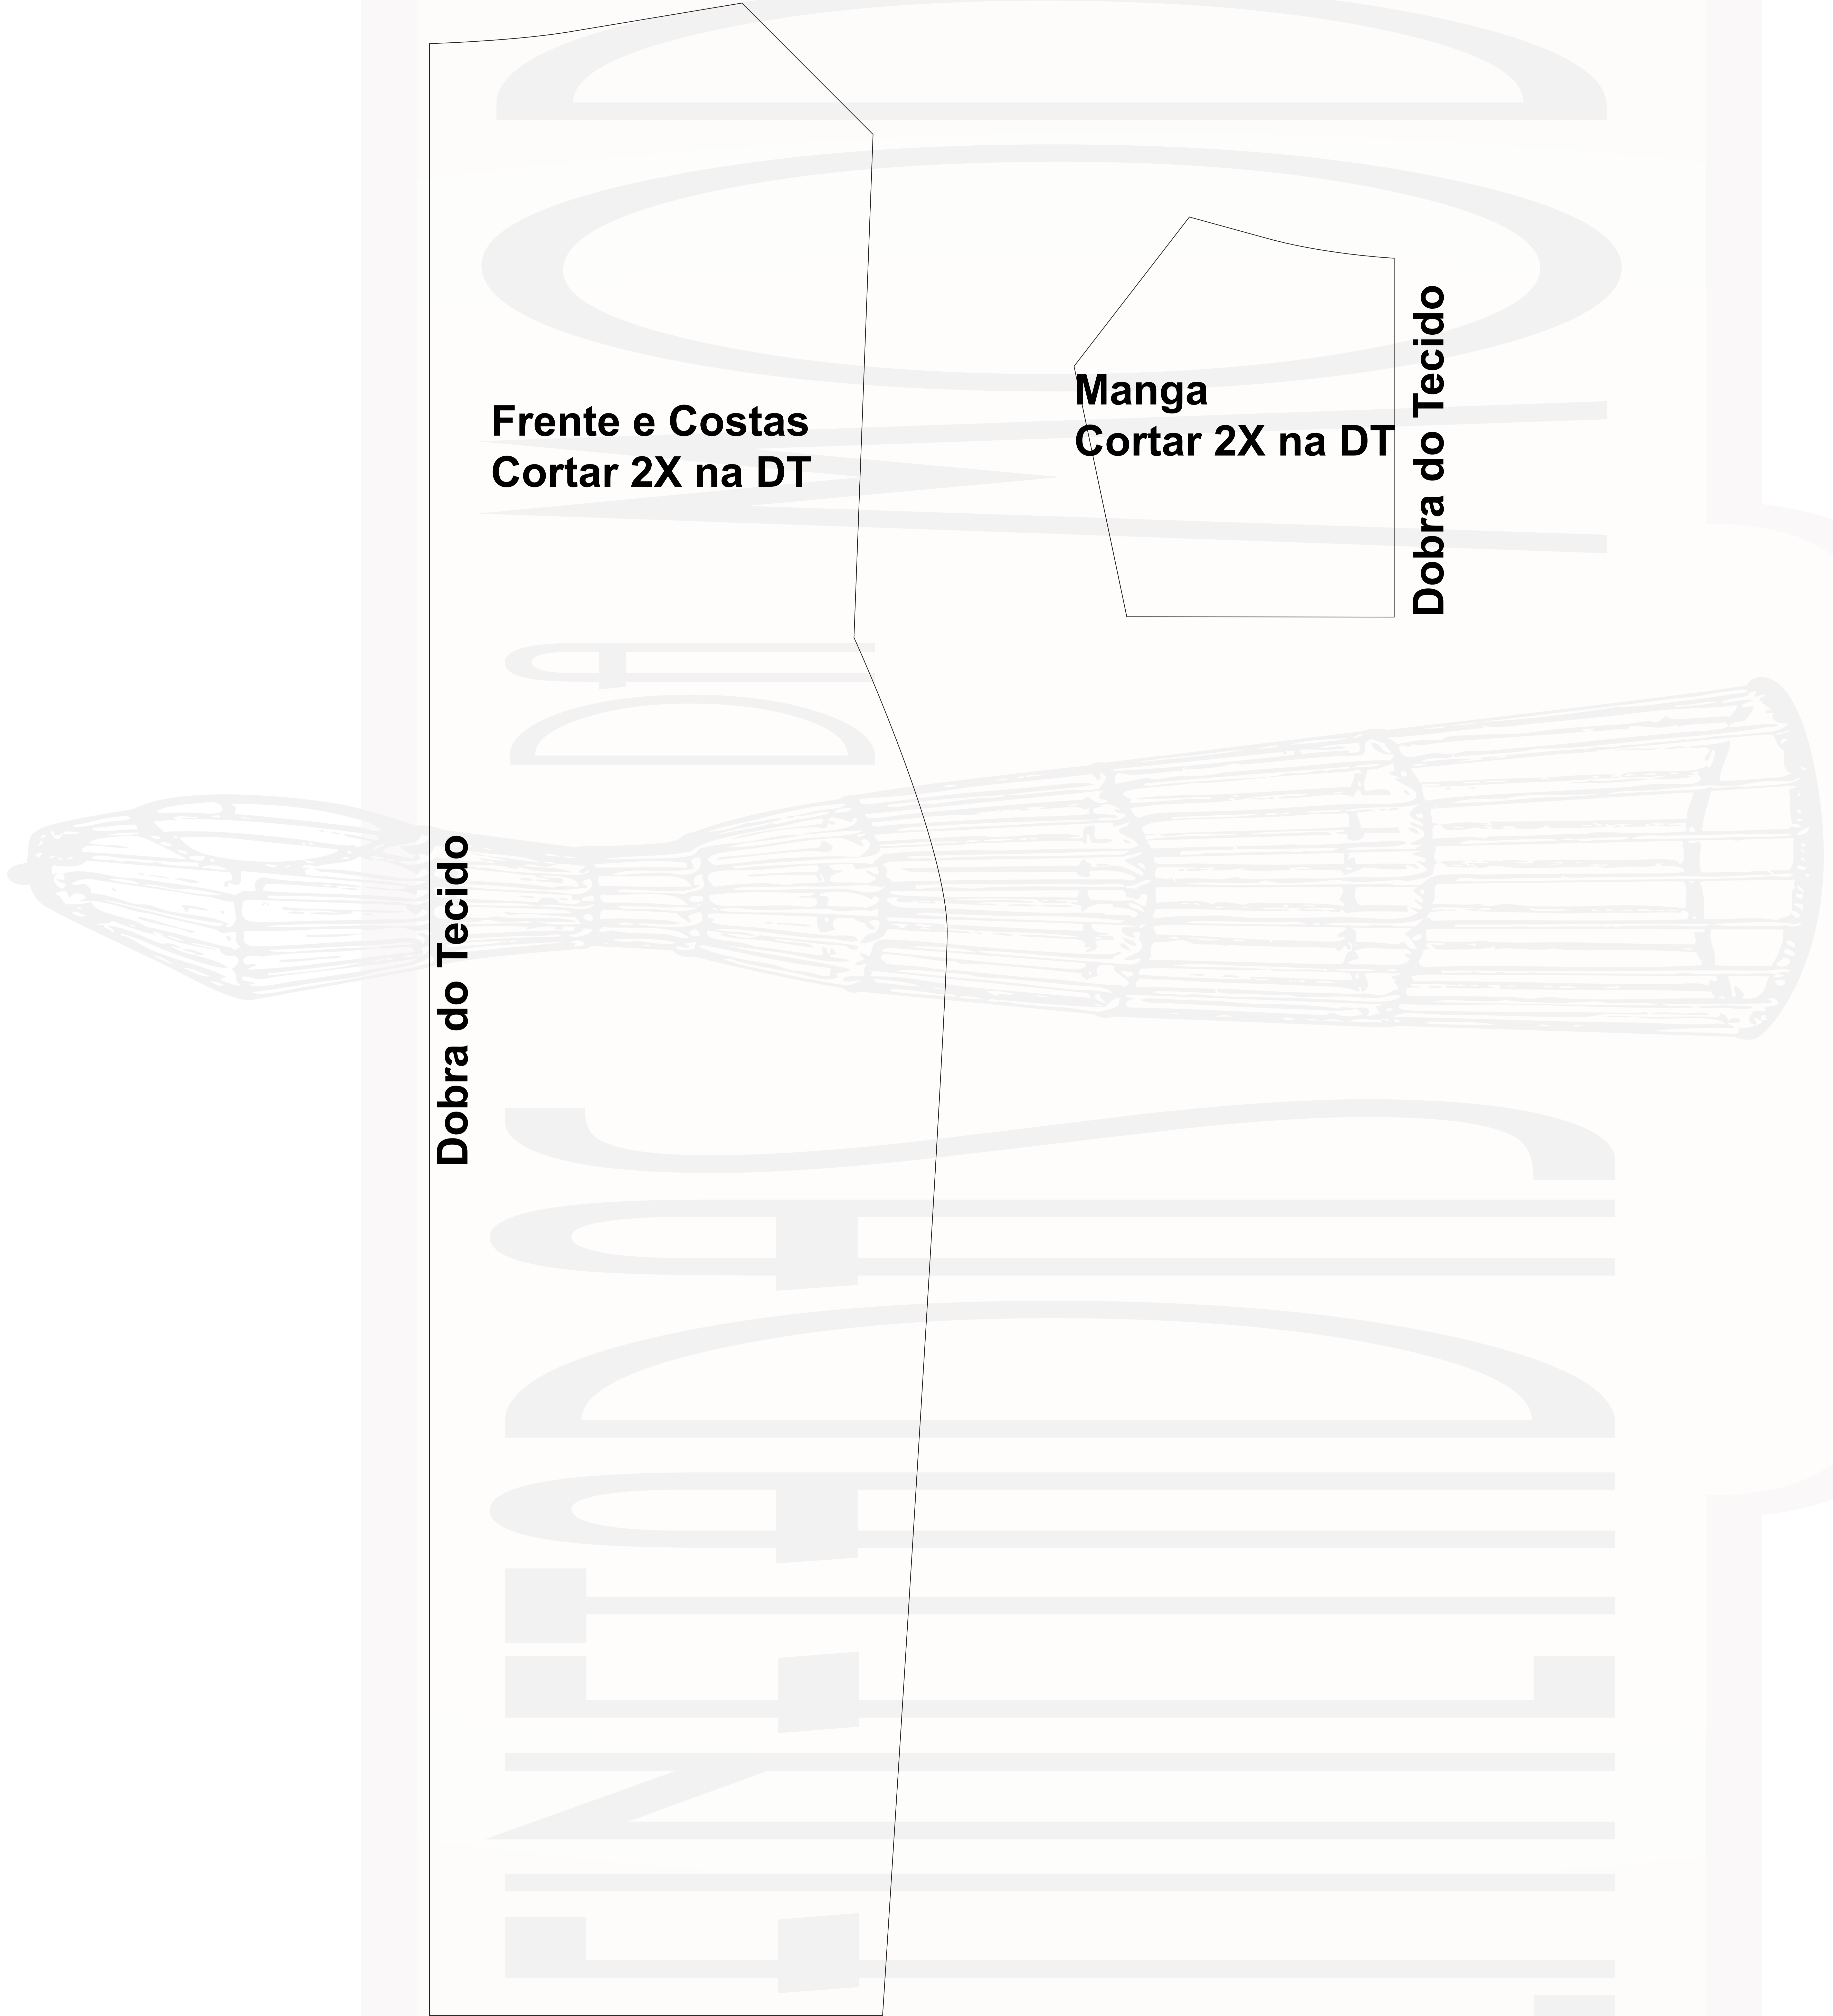 Frente e Costas
Cortar 2X na DT
Manga
Cortar 2X na DT
Dobra do Tecido
Dobra do Tecido